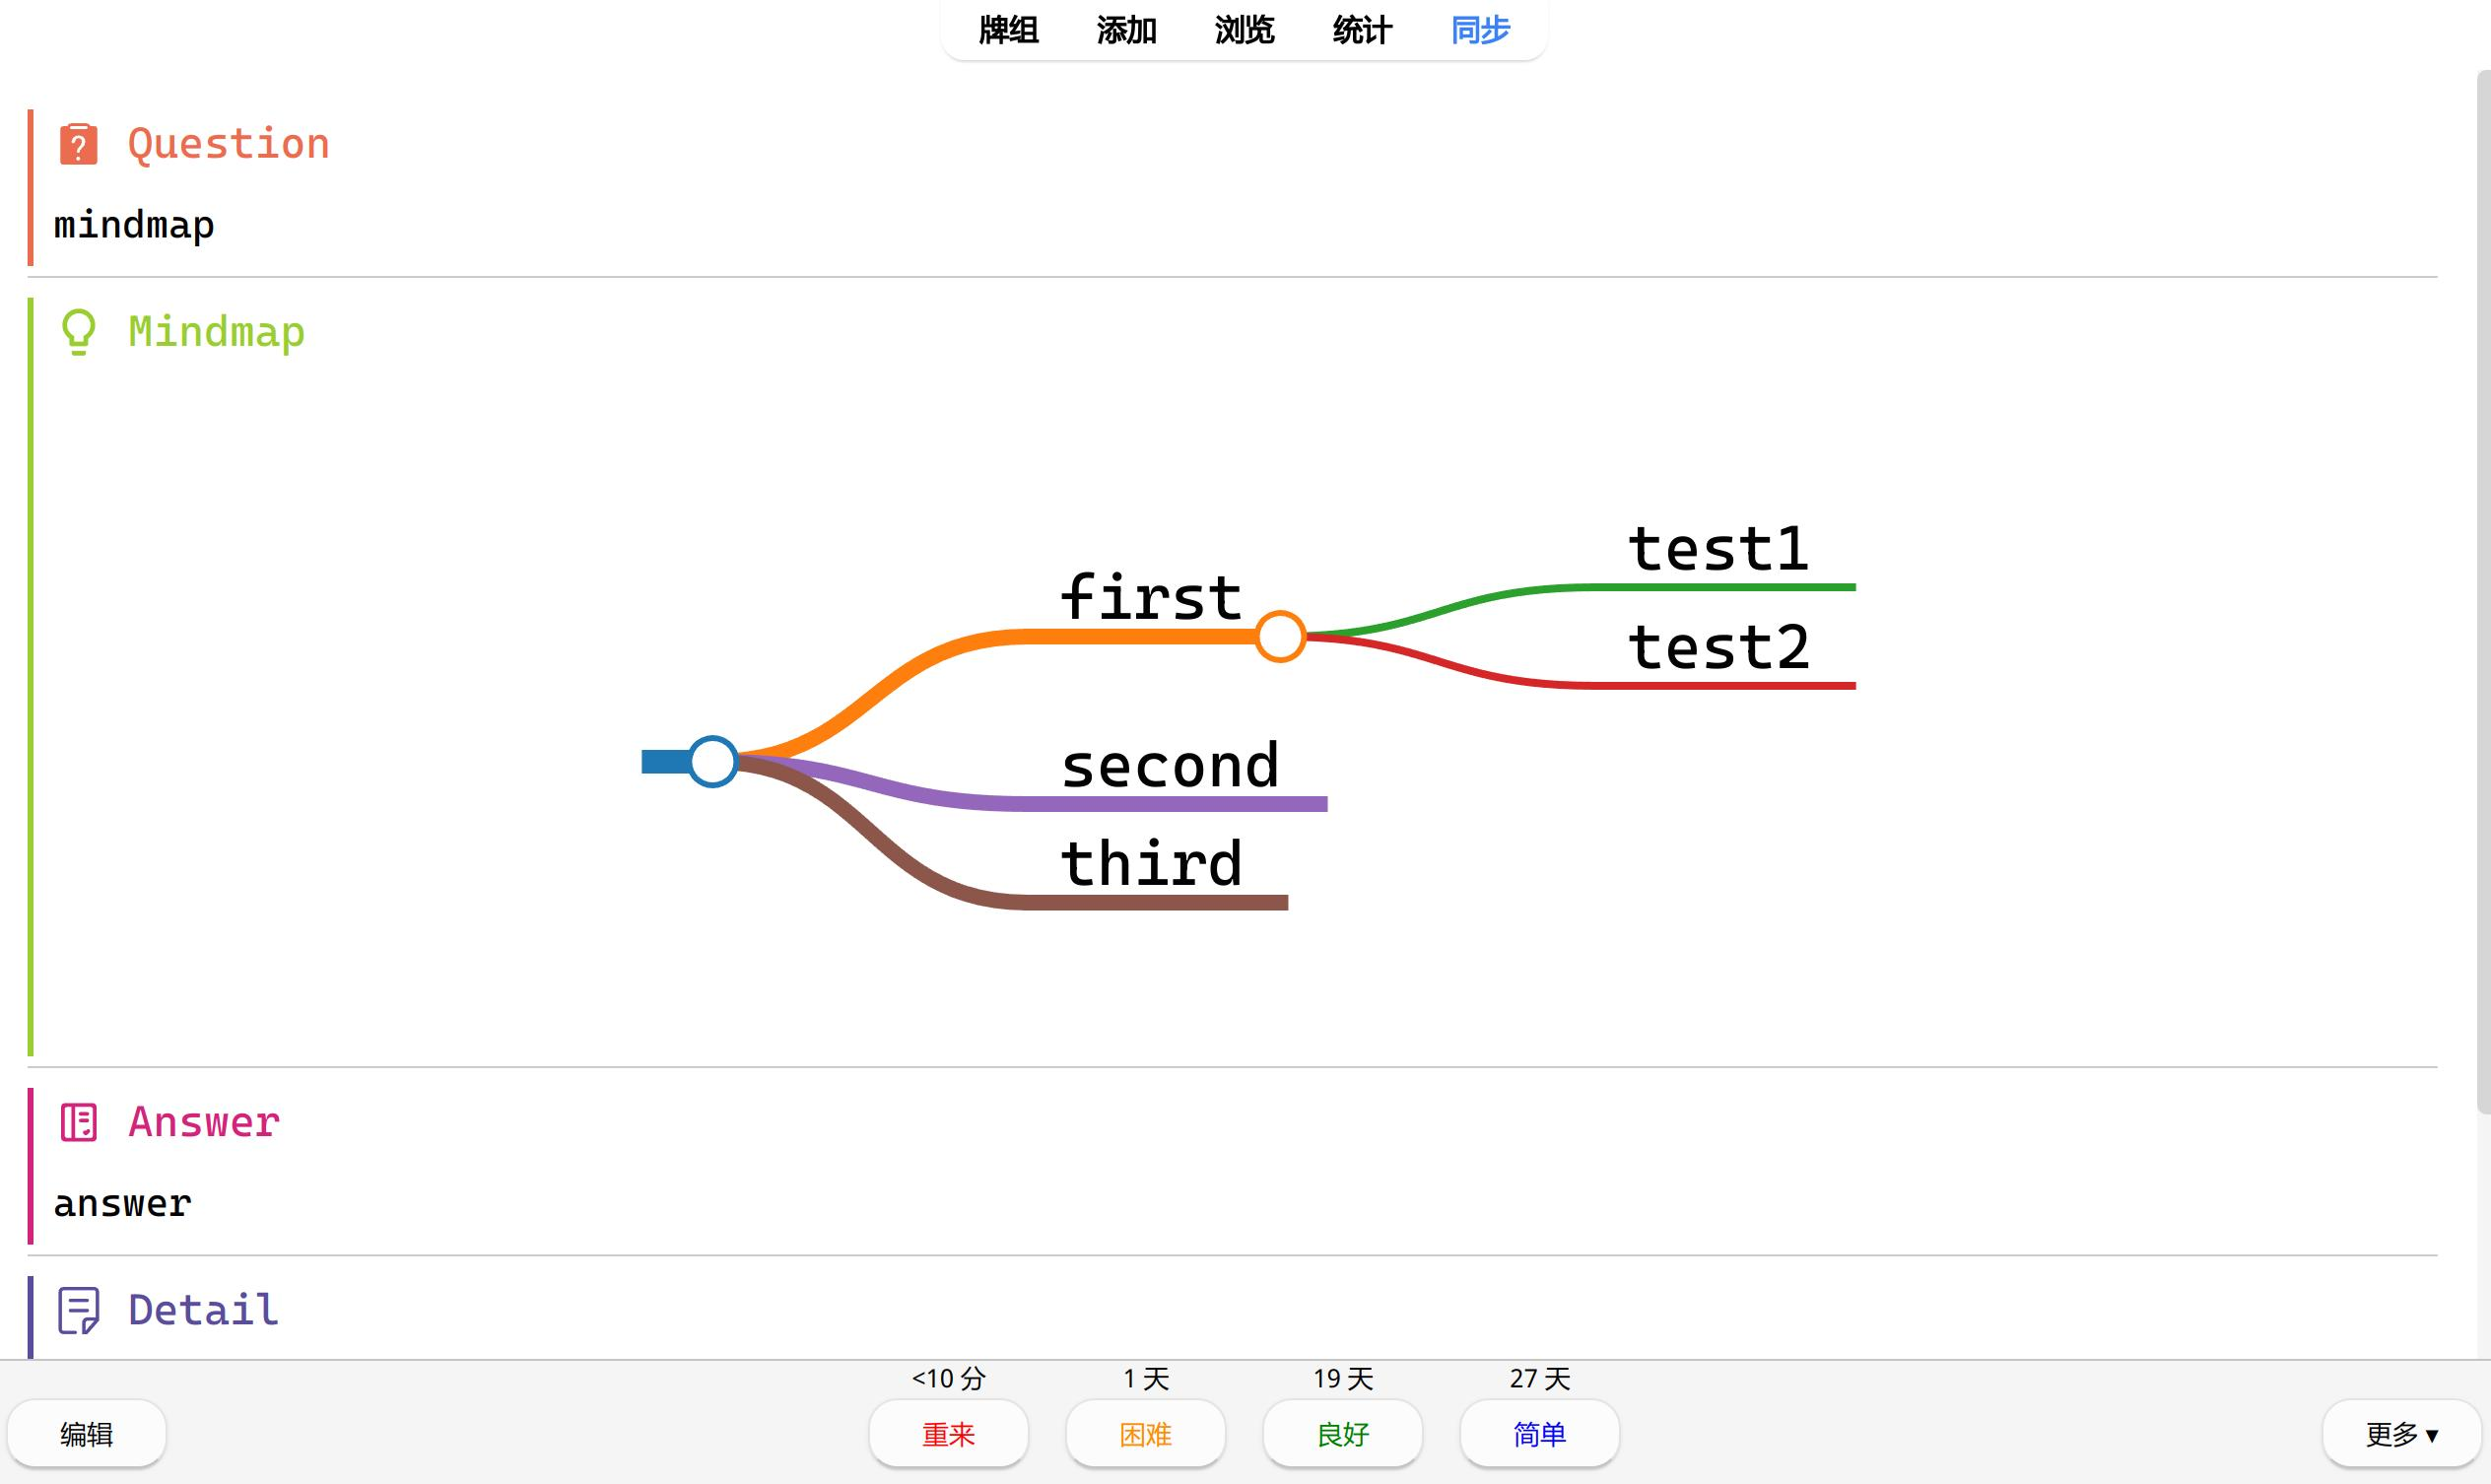 牌组 添加 浏览 统计 同步
Question
mindmap
Mindmap
test1
first
test2
second
third
Answer
answer
Detail
<10 分 1 天 19 天 27 天
编辑 重来 困难 良好 简单 更多 ▾